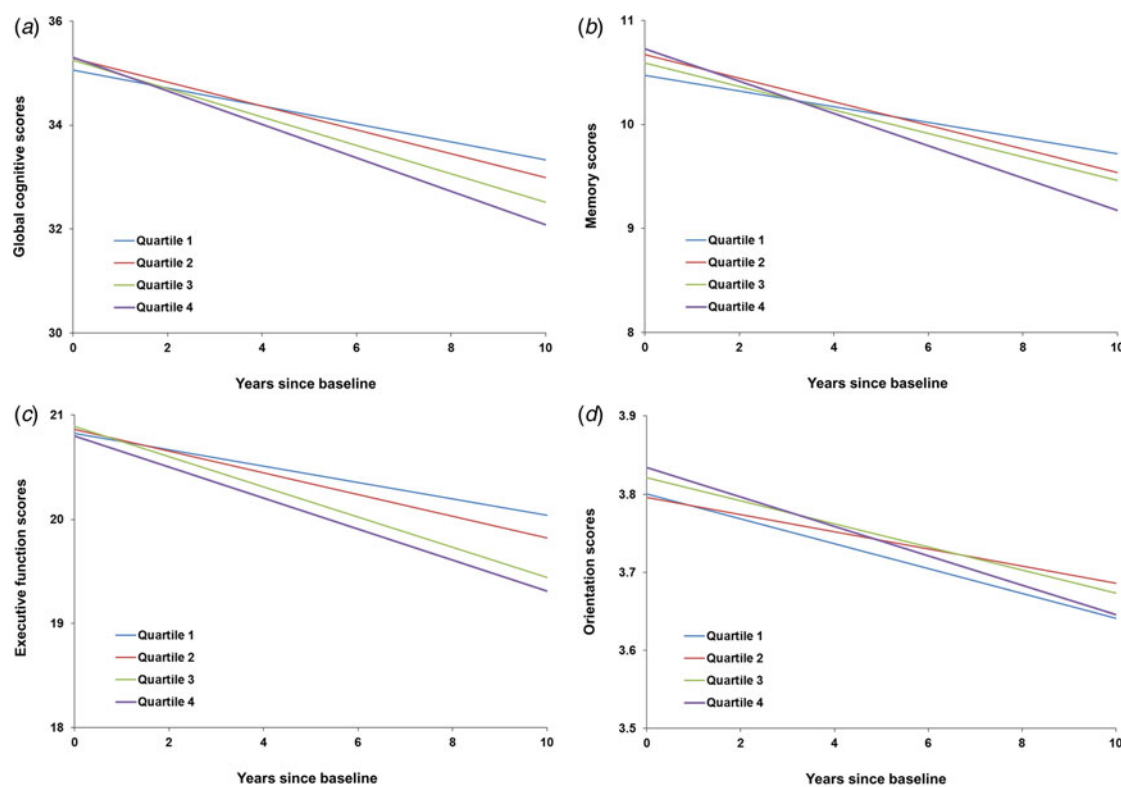 (a)
Global cognitive scores
36
34
32
30
Quartile 1
Quartile 2
Quartile 3
Quartile 4
0 2 4 6 8 10
Years since baseline
(b)
Memory scores
11
10
9
8
Quartile 1
Quartile 2
Quartile 3
Quartile 4
0 2 4 6 8 10
Years since baseline
(c)
Executive function scores
21
20
19
18
Quartile 1
Quartile 2
Quartile 3
Quartile 4
0 2 4 6 8 10
Years since baseline
(d)
Orientation scores
3.9
3.8
3.7
3.6
3.5
Quartile 1
Quartile 2
Quartile 3
Quartile 4
0 2 4 6 8 10
Years since baseline